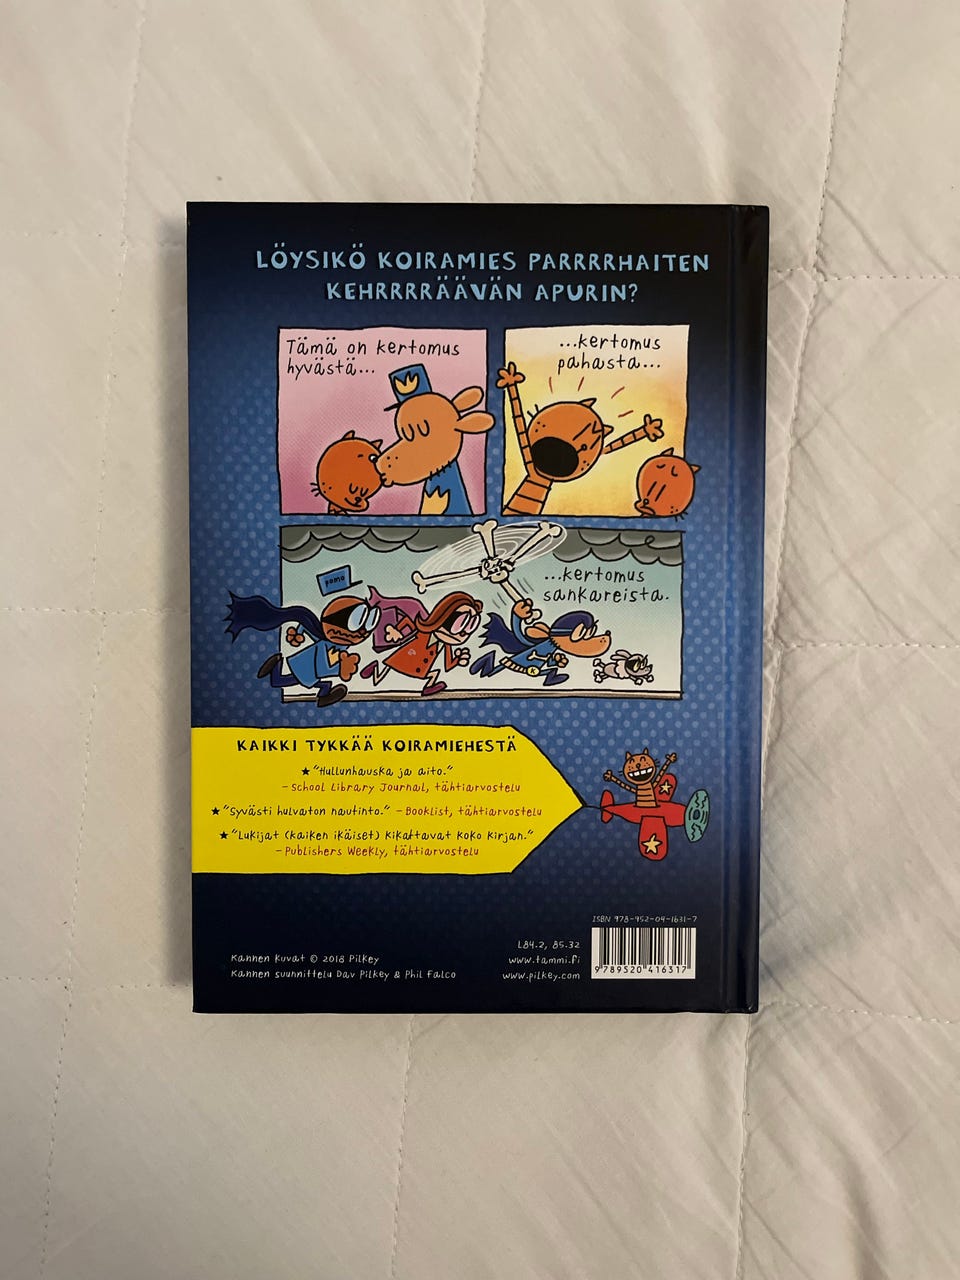 LÖYSIKÖ KOIRAMIES PARRRRHAITEN
KEHRRRRÄÄVÄN APURIN?
Tämä on kertomus
hyvästä...
...kertomus
pahasta...
pomo
...kertomus
sankareista.
KAIKKI TYKKÄÄ KOIRAMIEHESTÄ
★"Hullunhauska ja aito."
– School Library Journal, tähtiarvostelu
★"Syvästi hulvaton nautinto." – Booklist, tähtiarvostelu
★"Lukijat (kaiken ikäiset) kikattavat koko kirjan."
– Publishers Weekly, tähtiarvostelu
Kannen kuvat © 2018 Pilkey
Kannen suunnittelu Dav Pilkey & Phil Falco
L84.2, 85.32
www.tammi.fi
www.pilkey.com
ISBN 978-952-04-1631-7
9 789520 416317